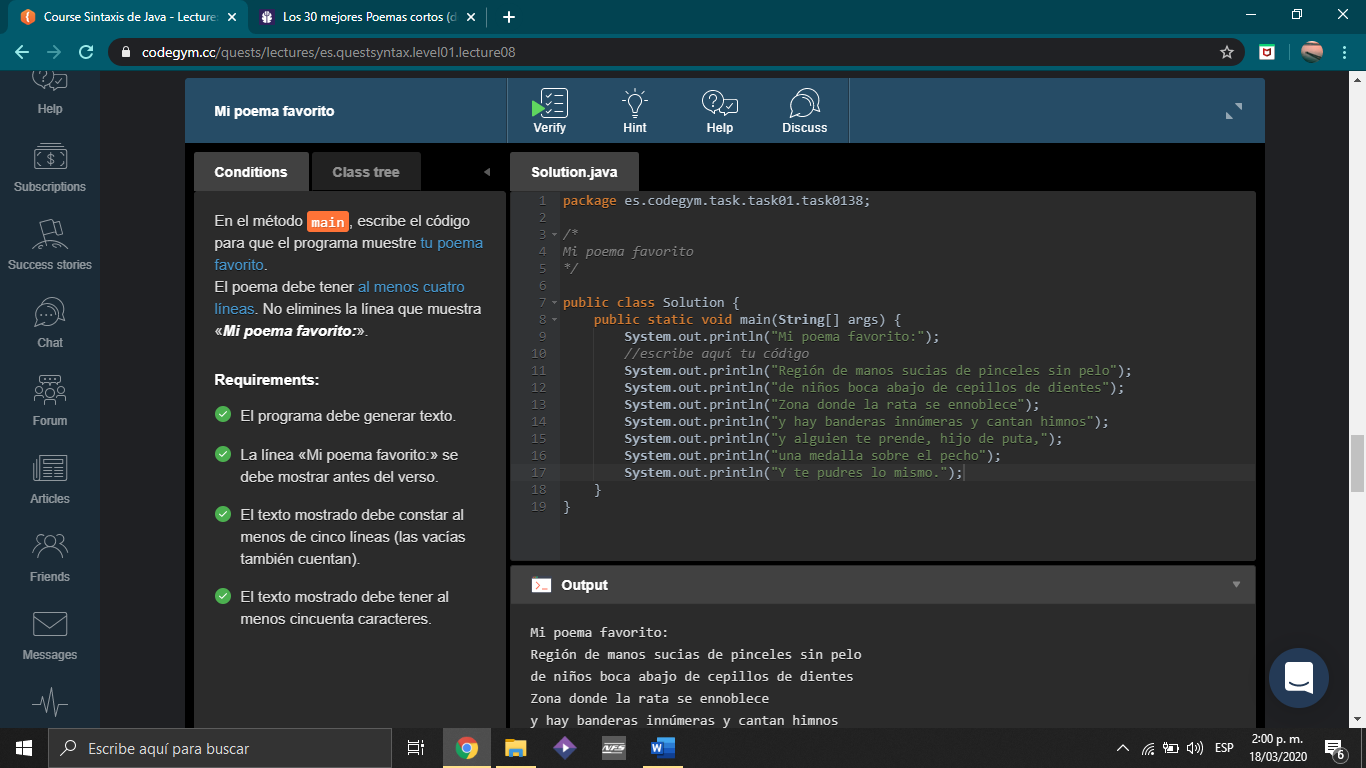 Course Sintaxis de Java - Lecture:
Los 30 mejores Poemas cortos (d
codegym.cc/quests/lectures/es.questsyntax.level01.lecture08
Help
Subscriptions
Success stories
Chat
Forum
Articles
Friends
Messages
Mi poema favorito
Verify
Hint
Help
Discuss
Conditions
Class tree
En el método main, escribe el código
para que el programa muestre tu poema
favorito.
El poema debe tener al menos cuatro
líneas. No elimines la línea que muestra
«Mi poema favorito:».
Requirements:
El programa debe generar texto.
La línea «Mi poema favorito:» se
debe mostrar antes del verso.
El texto mostrado debe constar al
menos de cinco líneas (las vacías
también cuentan).
El texto mostrado debe tener al
menos cincuenta caracteres.
Solution.java
1 package es.codegym.task.task01.task0138;
2
3 /*
4 Mi poema favorito
5 */
6
7 public class Solution {
8 public static void main(String[] args) {
9 System.out.println("Mi poema favorito:");
10 //escribe aquí tu código
11 System.out.println("Región de manos sucias de pinceles sin pelo");
12 System.out.println("de niños boca abajo de cepillos de dientes");
13 System.out.println("Zona donde la rata se ennoblece");
14 System.out.println("y hay banderas innúmeras y cantan himnos");
15 System.out.println("y alguien te prende, hijo de puta,");
16 System.out.println("una medalla sobre el pecho");
17 System.out.println("Y te pudres lo mismo.");
18 }
19 }
Output
Mi poema favorito:
Región de manos sucias de pinceles sin pelo
de niños boca abajo de cepillos de dientes
Zona donde la rata se ennoblece
y hay banderas innúmeras y cantan himnos
Escribe aquí para buscar
NFS
ESP
2:00 p. m.
18/03/2020
6